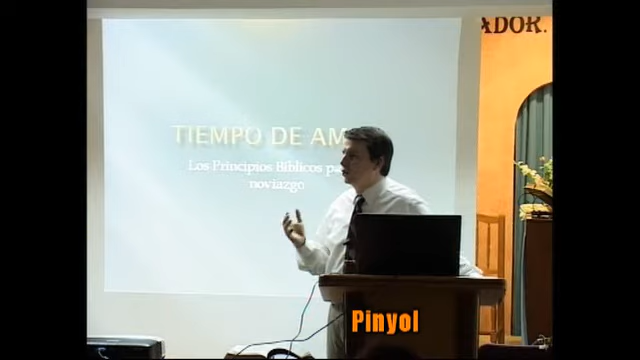 ADOR.
TIEMPO DE AM
Los Principios Bíblicos pa
noviazgo
Pinyol